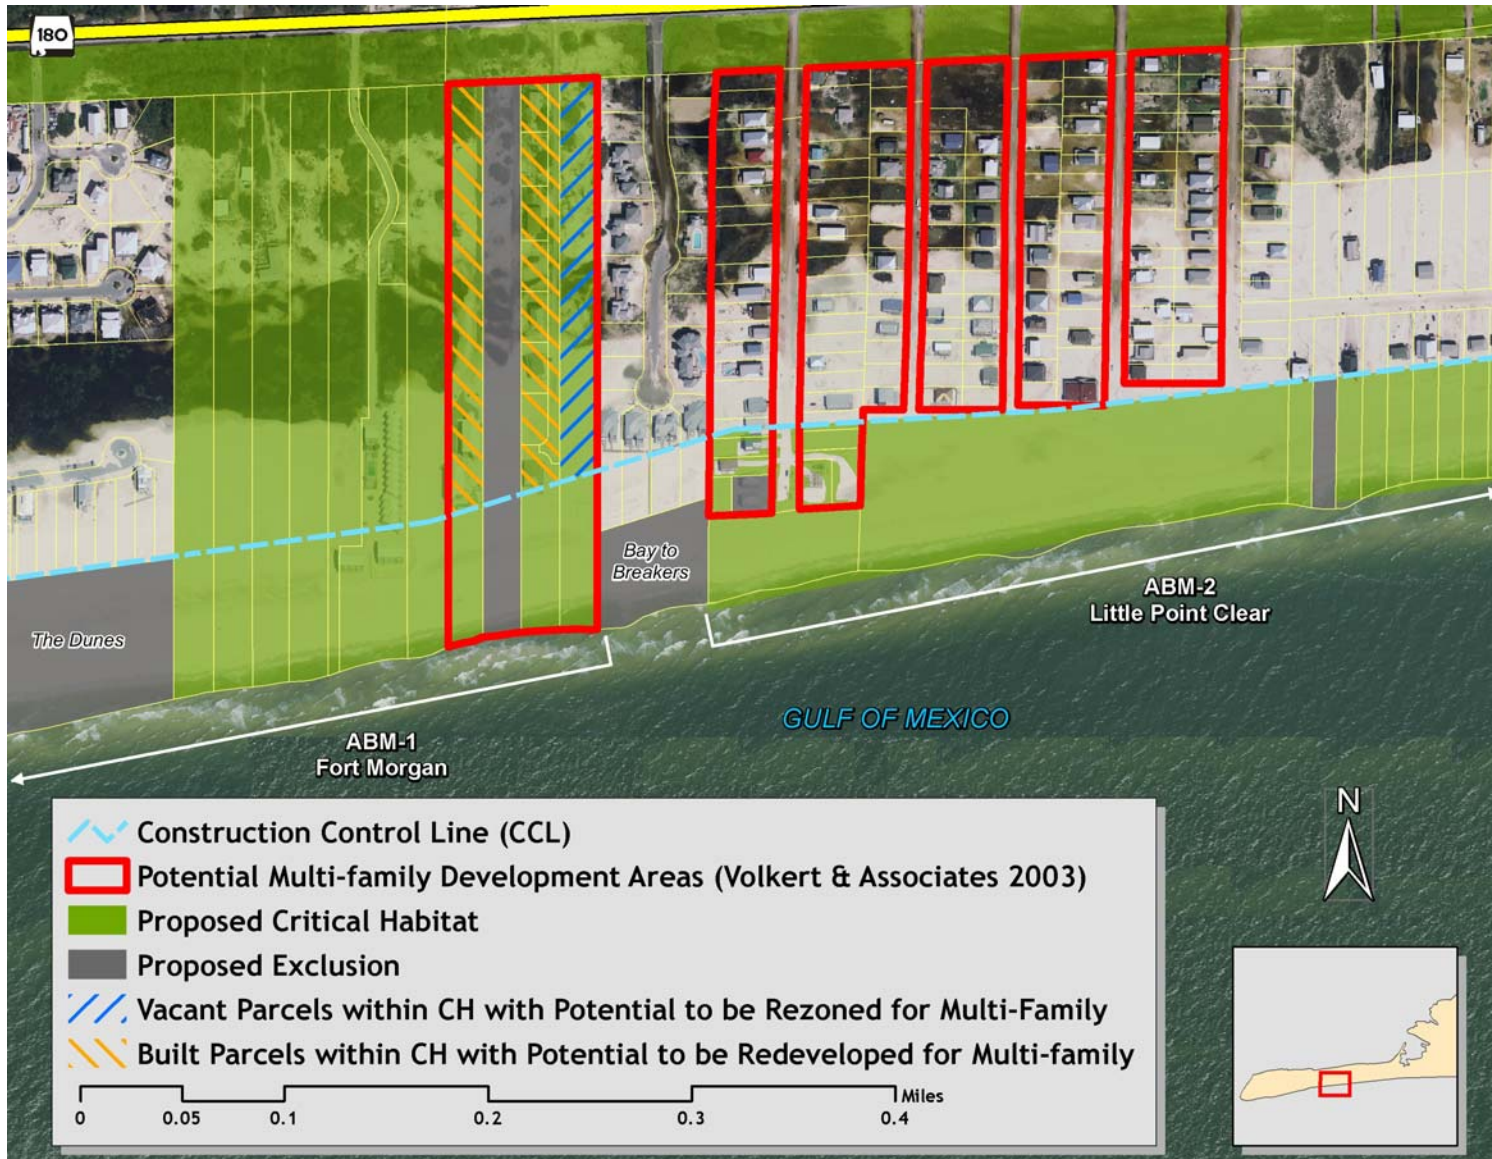 180
Bay to
Breakers
The Dunes
ABM-2
Little Point Clear
GULF OF MEXICO
ABM-1
Fort Morgan
Construction Control Line (CCL)
Potential Multi-family Development Areas (Volkert & Associates 2003)
Proposed Critical Habitat
Proposed Exclusion
Vacant Parcels within CH with Potential to be Rezoned for Multi-Family
Built Parcels within CH with Potential to be Redeveloped for Multi-family
Miles
0 0.05 0.1 0.2 0.3 0.4
N